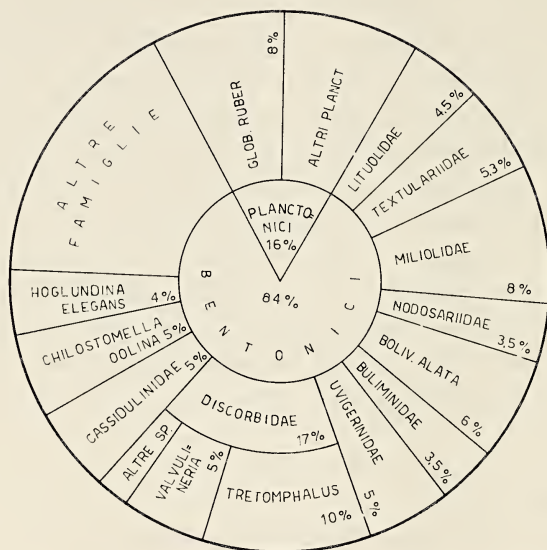 PLANCTO-
NICI
16%
84%
BENTONICI
GLOB. RUBER
8%
ALTRI PLANCT
LITUOLIDAE
4.5%
TEXTULARIIDAE
5.3%
MILIOLIDAE
8%
NODOSARIIDAE
3,5%
BOLIV. ALATA
6%
BULIMINIDAE
3,5%
UVIGERINIDAE
5%
DISCORBIDAE
17%
TRETOMPHALUS
10%
VALVULI-
NERIA
5%
ALTRE SP.
CASSIDULINIDAE
5%
CHILOSTOMELLA
OOLINA 5%
HOGLUNDINA
ELEGANS
4%
ALTRE
FAMIGLIE